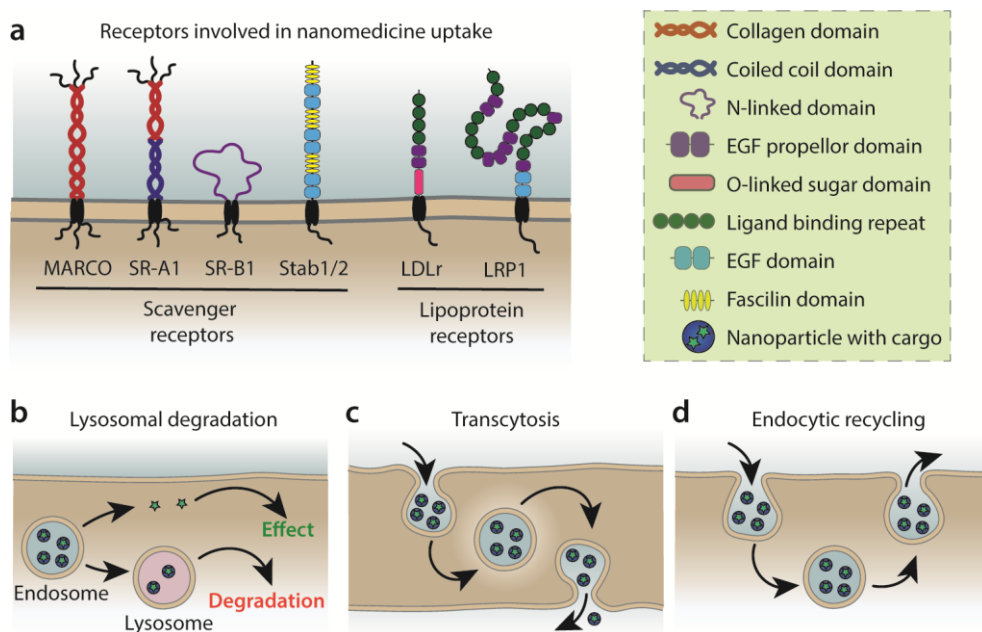 a
Receptors involved in nanomedicine uptake
MARCO SR-A1 SR-B1 Stab1/2 LDLr LRP1
Scavenger
receptors
Lipoprotein
receptors
Collagen domain
Coiled coil domain
N-linked domain
EGF propellor domain
O-linked sugar domain
Ligand binding repeat
EGF domain
Fascilin domain
Nanoparticle with cargo
b Lysosomal degradation
Effect
Endosome
Degradation
Lysosome
c Transcytosis
d Endocytic recycling